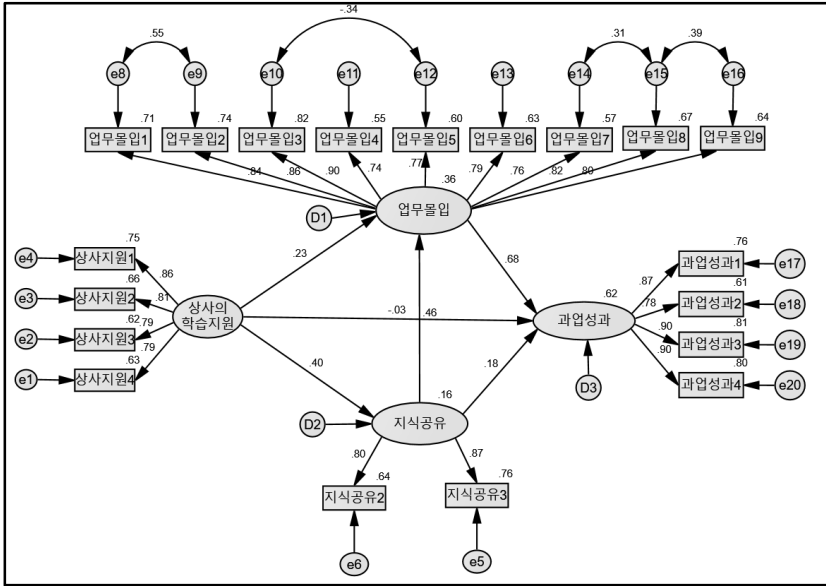 .55
-.34
.31
.39
e8
e9
e10
e11
e12
e13
e14
e15
e16
.71
.74
.82
.55
.60
.63
.57
.67
.64
업무몰입1
업무몰입2
업무몰입3
업무몰입4
업무몰입5
업무몰입6
업무몰입7
업무몰입8
업무몰입9
.84
.86
.90
.74
.77
.79
.76
.82
.80
.36
D1
업무몰입
e4
.75
상사지원1
.86
e3
.66
상사지원2
.81
e2
.62
상사지원3
.79
e1
.63
상사지원4
.79
상사의
학습지원
.23
.68
-.03
.46
.40
.18
.62
과업성과
D3
.76
과업성과1
e17
.87
.61
과업성과2
e18
.78
.81
과업성과3
e19
.90
.80
과업성과4
e20
.90
.16
D2
지식공유
.80
.87
.64
지식공유2
.76
지식공유3
e6
e5